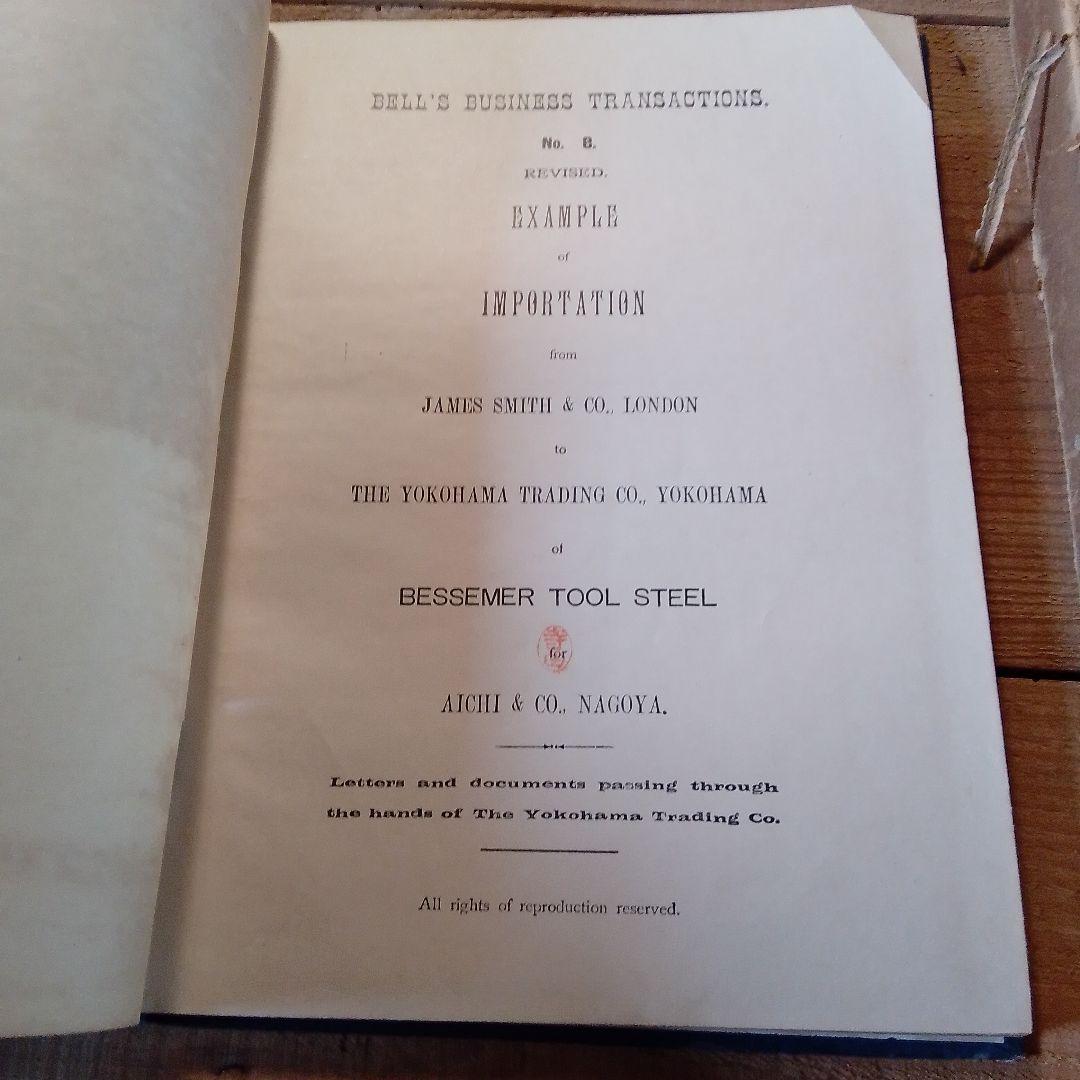 BELL'S BUSINESS TRANSACTIONS.
No. 8.
REVISED.
EXAMPLE
of
IMPORTATION
from
JAMES SMITH & CO., LONDON
to
THE YOKOHAMA TRADING CO., YOKOHAMA
of
BESSEMER TOOL STEEL
for
AICHI & CO., NAGOYA.
Letters and documents passing through
the hands of The Yokohama Trading Co.
All rights of reproduction reserved.